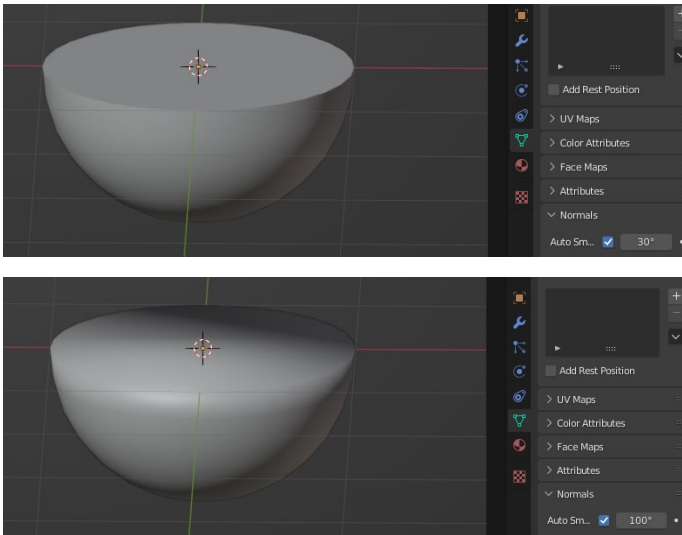 Add Rest Position
UV Maps
Color Attributes
Face Maps
Attributes
Normals
Auto Sm... 30°
Add Rest Position
UV Maps
Color Attributes
Face Maps
Attributes
Normals
Auto Sm... 100°